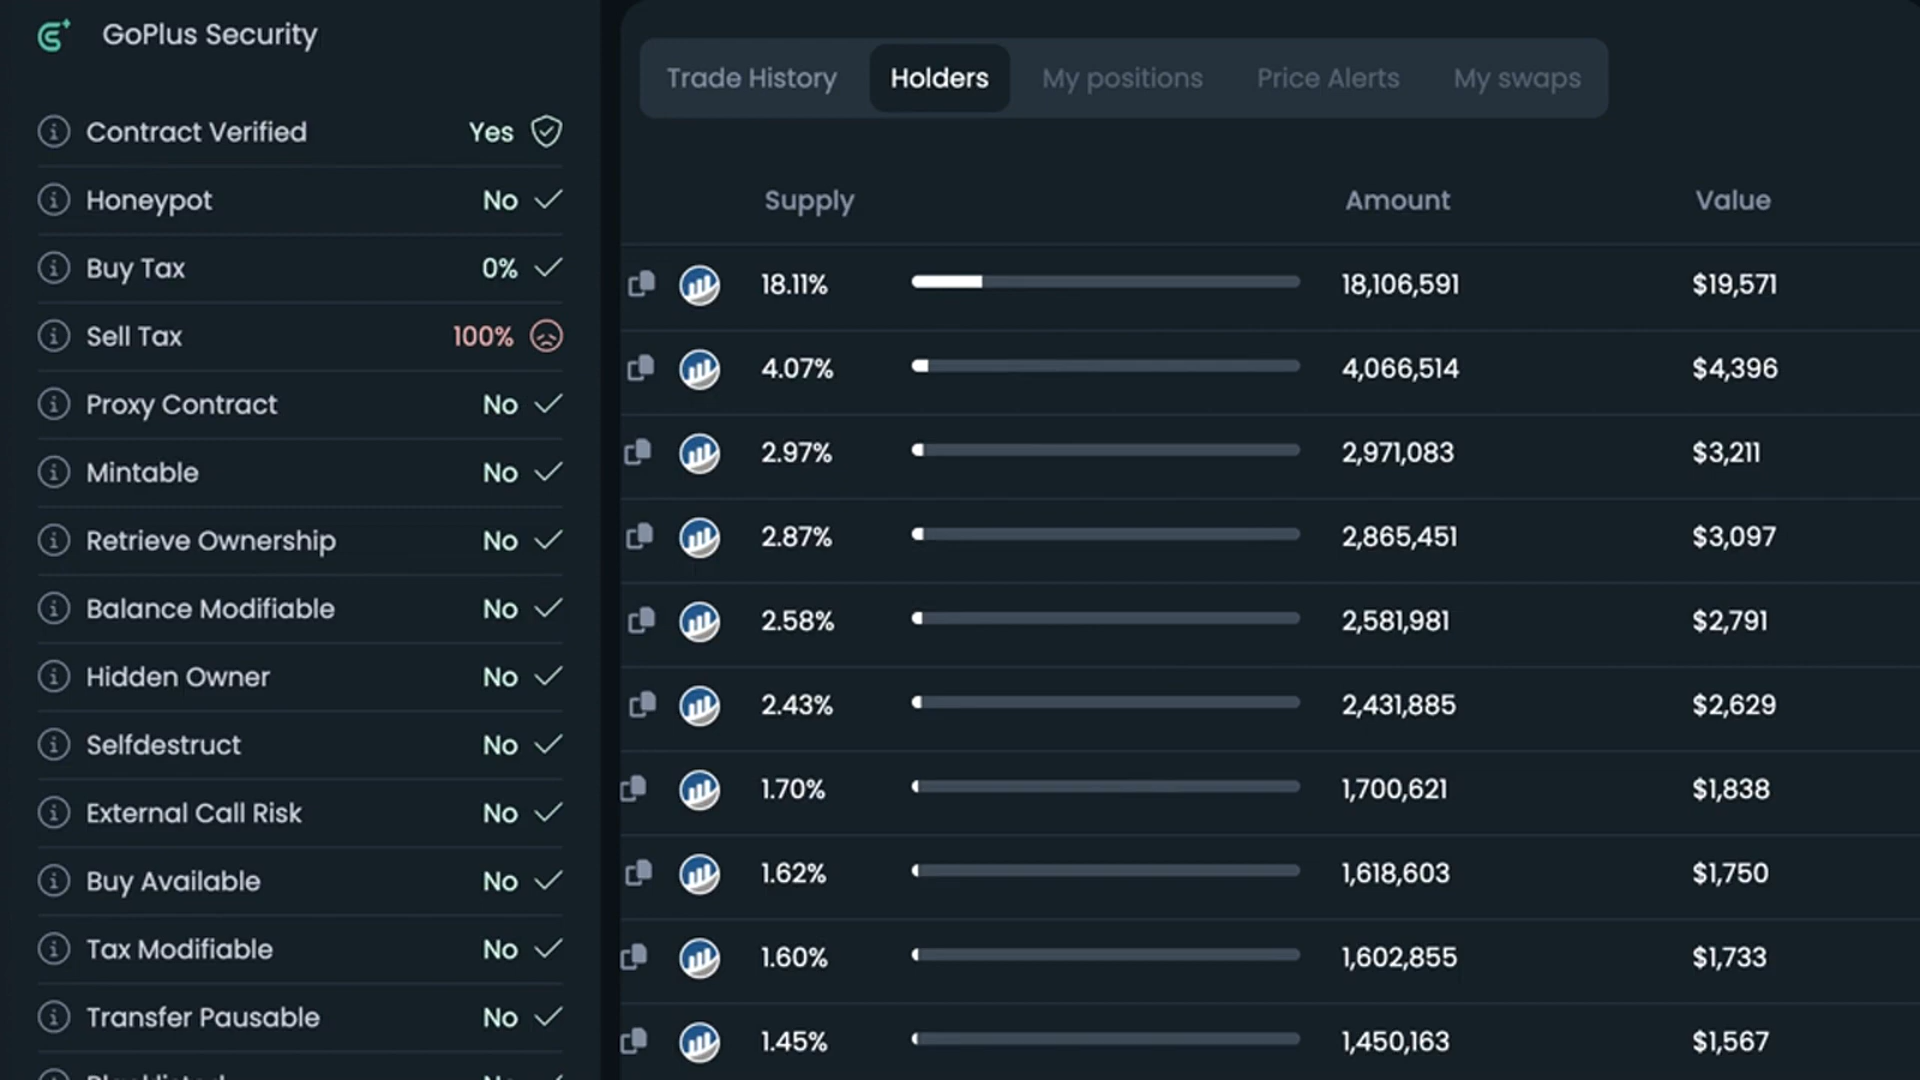 GoPlus Security
Contract Verified Yes
Honeypot No
Buy Tax 0%
Sell Tax 100%
Proxy Contract No
Mintable No
Retrieve Ownership No
Balance Modifiable No
Hidden Owner No
Selfdestruct No
External Call Risk No
Buy Available No
Tax Modifiable No
Transfer Pausable No
Trade History Holders My positions Price Alerts My swaps
Supply Amount Value
18.11% 18,106,591 $19,571
4.07% 4,066,514 $4,396
2.97% 2,971,083 $3,211
2.87% 2,865,451 $3,097
2.58% 2,581,981 $2,791
2.43% 2,431,885 $2,629
1.70% 1,700,621 $1,838
1.62% 1,618,603 $1,750
1.60% 1,602,855 $1,733
1.45% 1,450,163 $1,567